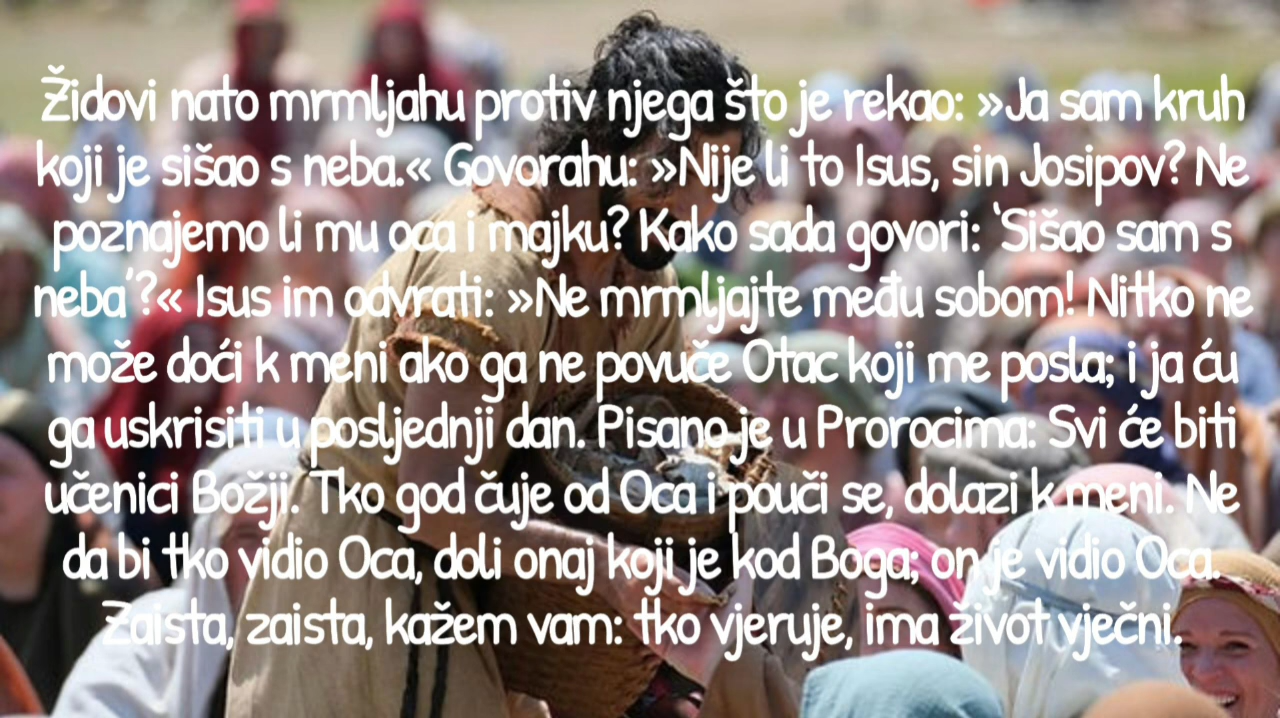 Židovi nato mrmljahu protiv njega što je rekao: »Ja sam kruh
koji je sišao s neba.« Govorahu: »Nije li to Isus, sin Josipov? Ne
poznajemo li mu oca i majku? Kako sada govori: ‘Sišao sam s
neba’?« Isus im odvrati: »Ne mrmljajte među sobom! Nitko ne
može doći k meni ako ga ne povuče Otac koji me posla; i ja ću
ga uskrisiti u posljednji dan. Pisano je u Prorocima: Svi će biti
učenici Božji. Tko god čuje od Oca i pouči se, dolazi k meni. Ne
da bi tko vidio Oca, doli onaj koji je kod Boga; on je vidio Oca.
Zaista, zaista, kažem vam: tko vjeruje, ima život vječni.